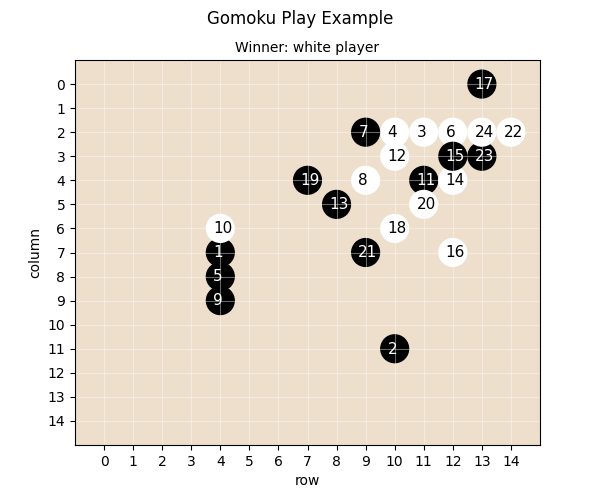 Gomoku Play Example
Winner: white player
0 17
1
2 7 4 3 6 24 22
3 12 15 23
4 19 8 11 14
5 13 20
6 10 18
7 1 21 16
8 5
9 9
10
11 2
12
13
14
column
0 1 2 3 4 5 6 7 8 9 10 11 12 13 14
row